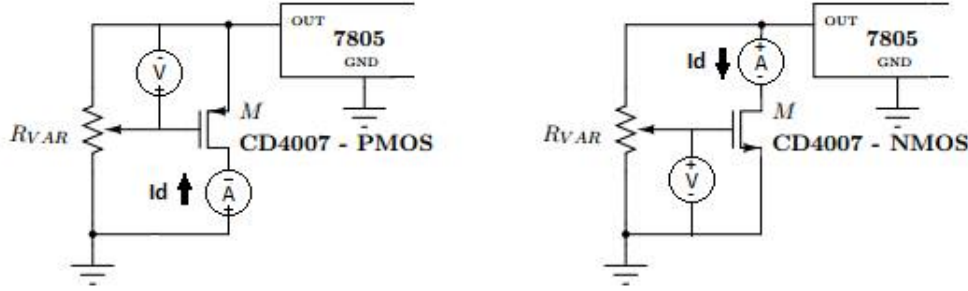 OUT
7805
GND
-
V
+
R_VAR
M
CD4007 - PMOS
Id
-
A
+
OUT
7805
GND
Id
+
A
-
R_VAR
M
CD4007 - NMOS
+
V
-